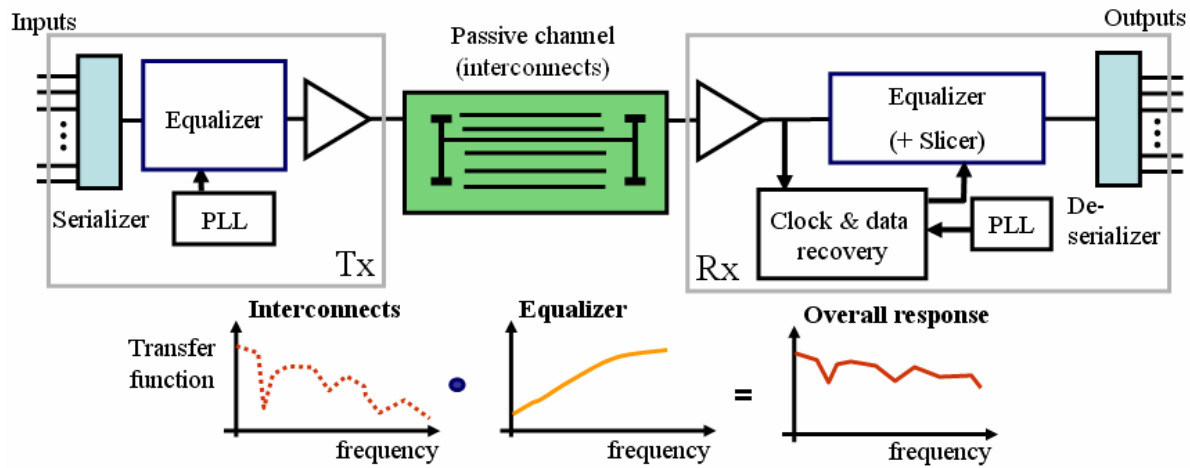 Inputs
Outputs
Passive channel
(interconnects)
Equalizer
Equalizer
(+ Slicer)
Serializer
PLL
Tx
Rx
Clock & data
recovery
PLL
De-
serializer
Interconnects
Equalizer
Overall response
Transfer
function
=
frequency
frequency
frequency